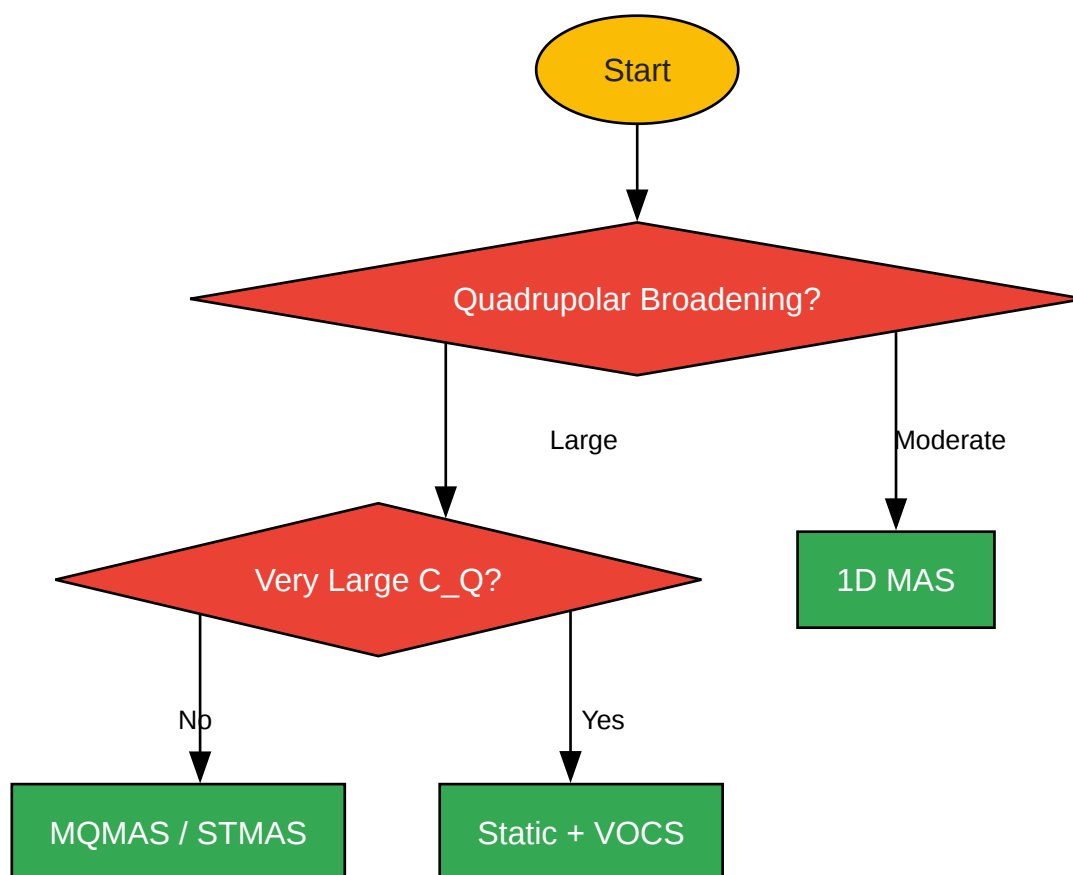 Start
Quadrupolar Broadening?
Large
Moderate
Very Large C_Q?
1D MAS
No
Yes
MQMAS / STMAS
Static + VOCS